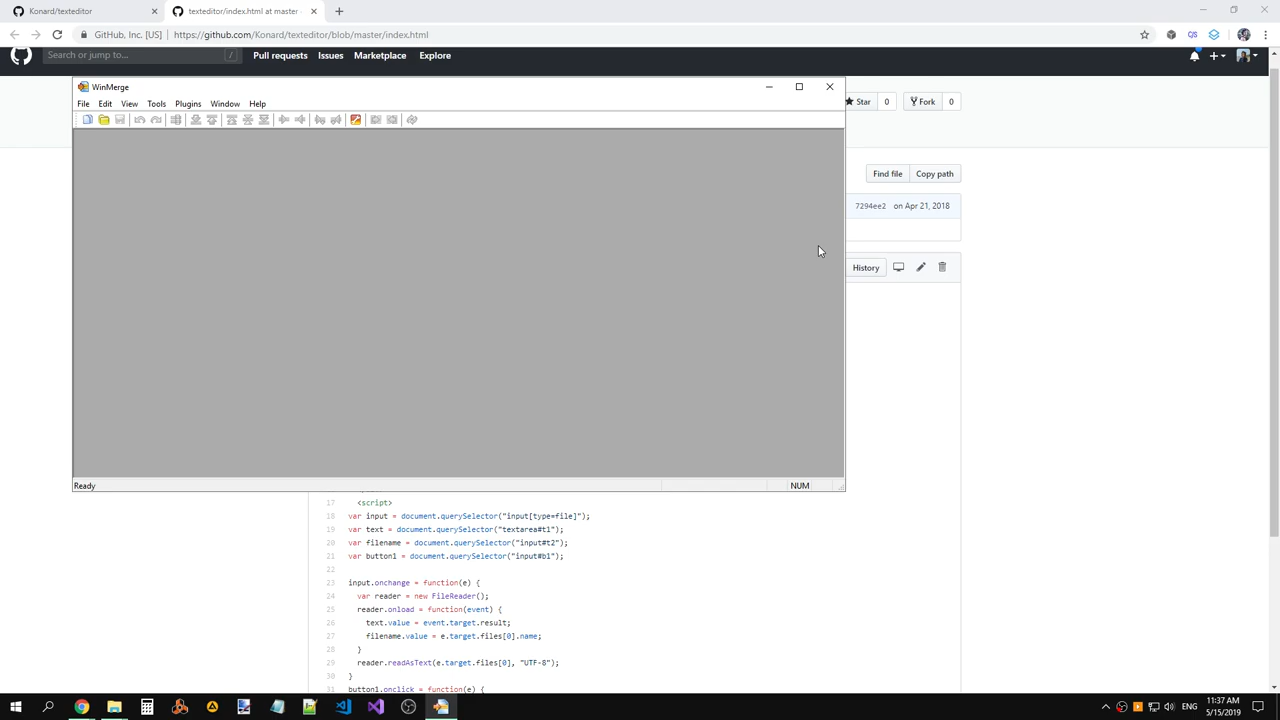 Konard/texteditor
texteditor/index.html at master
GitHub, Inc. [US]
https://github.com/Konard/texteditor/blob/master/index.html
Search or jump to...
/
Pull requests
Issues
Marketplace
Explore
WinMerge
File Edit View Tools Plugins Window Help
Star 0
Fork 0
Find file
Copy path
7294ee2 on Apr 21, 2018
History
Ready
NUM
17 <script>
18 var input = document.querySelector("input[type=file]");
19 var text = document.querySelector("textarea#t1");
20 var filename = document.querySelector("input#t2");
21 var button1 = document.querySelector("input#b1");
22
23 input.onchange = function(e) {
24 var reader = new FileReader();
25 reader.onload = function(event) {
26 text.value = event.target.result;
27 filename.value = e.target.files[0].name;
28 }
29 reader.readAsText(e.target.files[0], "UTF-8");
30 }
31 button1.onclick = function(e) {
ENG
11:37 AM
5/15/2019